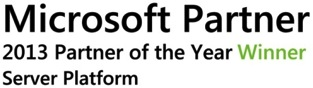 Microsoft Partner
2013 Partner of the Year Winner
Server Platform